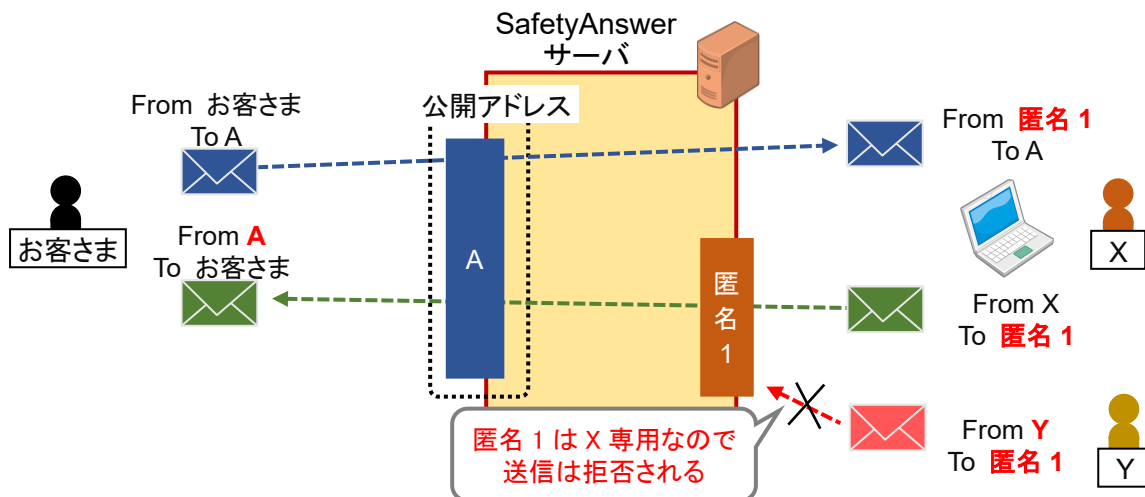 SafetyAnswer
サーバ
公開アドレス
From お客さま
To A
From 匿名 1
To A
お客さま
From A
To お客さま
A
匿名1
X
From X
To 匿名 1
匿名 1 は X 専用なので
送信は拒否される
From Y
To 匿名 1
Y